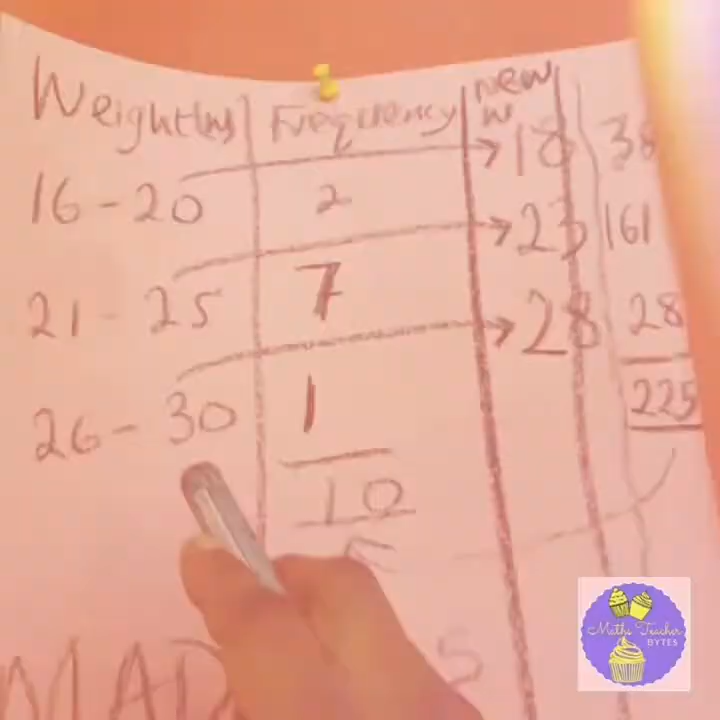 Weight Frequency New
16 - 20 2 18 36
21 - 25 7 23 161
26 - 30 1 28 28
10 225
MAD
Maths Teacher
BYTES